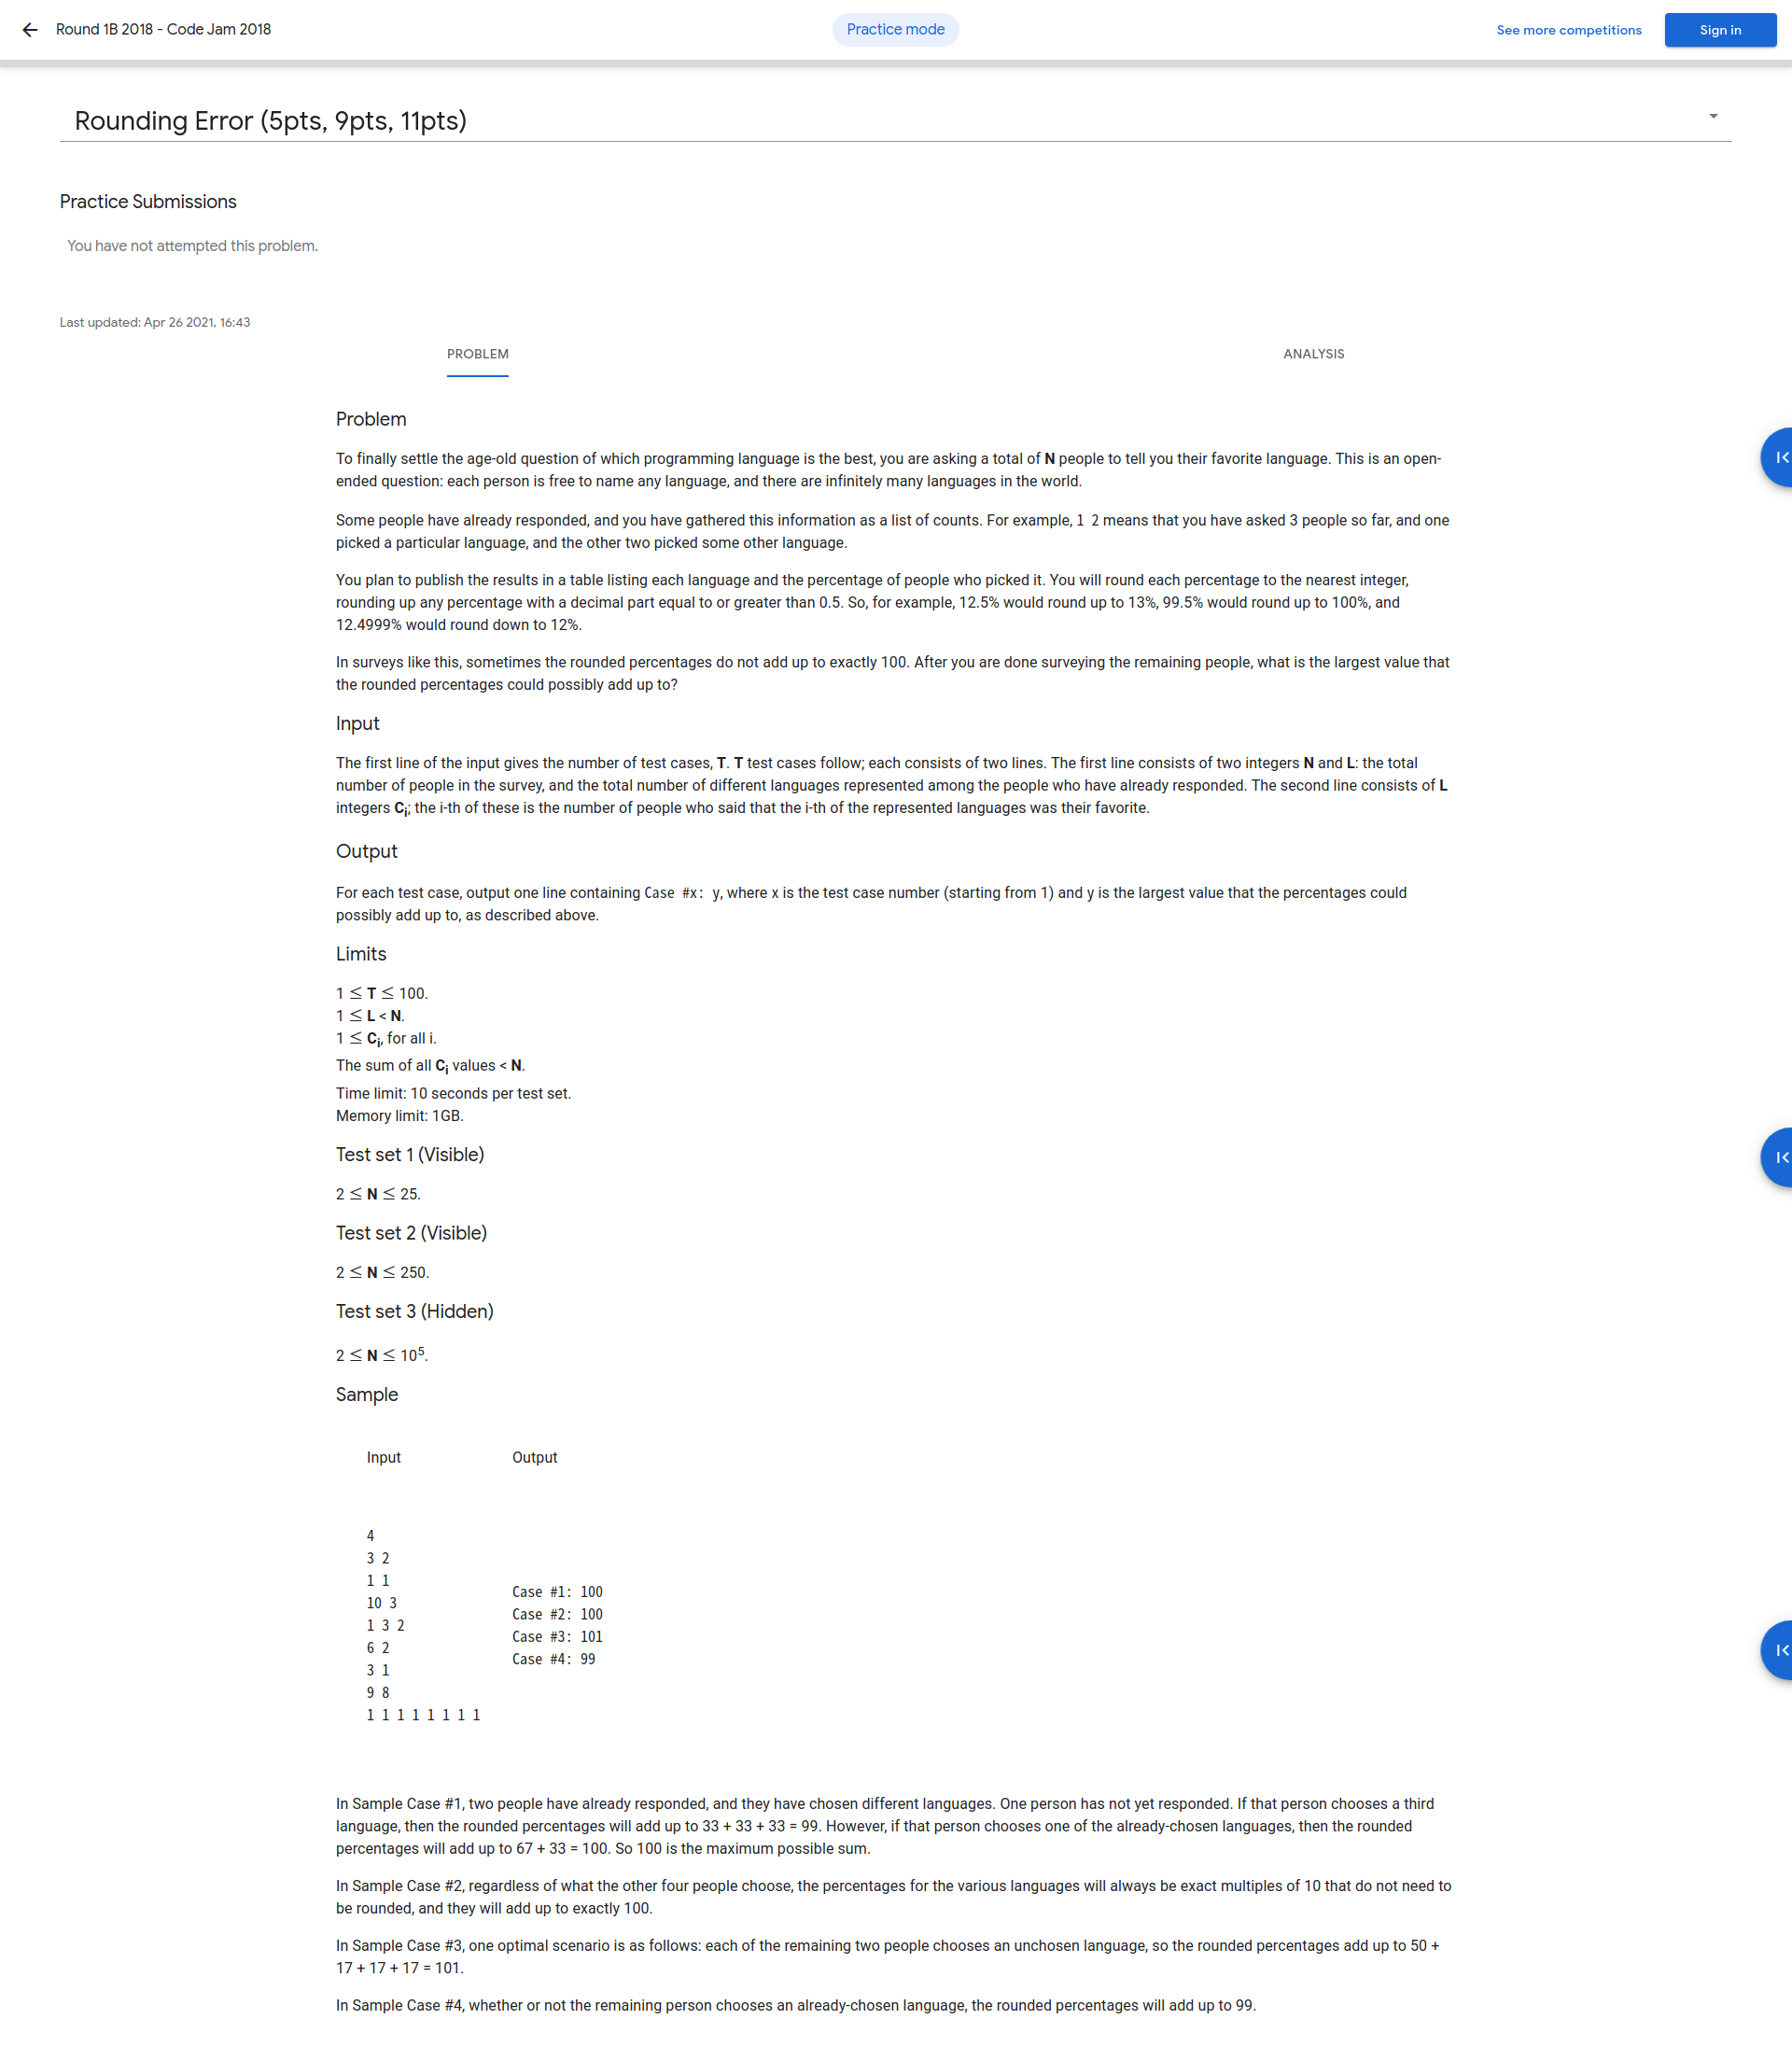 Round 1B 2018 - Code Jam 2018
Practice mode
See more competitions
Sign in
Rounding Error (5pts, 9pts, 11pts)
Practice Submissions
You have not attempted this problem.
Last updated: Apr 26 2021, 16:43
PROBLEM
ANALYSIS
Problem
To finally settle the age-old question of which programming language is the best, you are asking a total of N people to tell you their favorite language. This is an open-
ended question: each person is free to name any language, and there are infinitely many languages in the world.
Some people have already responded, and you have gathered this information as a list of counts. For example, 1 2 means that you have asked 3 people so far, and one
picked a particular language, and the other two picked some other language.
You plan to publish the results in a table listing each language and the percentage of people who picked it. You will round each percentage to the nearest integer,
rounding up any percentage with a decimal part equal to or greater than 0.5. So, for example, 12.5% would round up to 13%, 99.5% would round up to 100%, and
12.4999% would round down to 12%.
In surveys like this, sometimes the rounded percentages do not add up to exactly 100. After you are done surveying the remaining people, what is the largest value that
the rounded percentages could possibly add up to?
Input
The first line of the input gives the number of test cases, T. T test cases follow; each consists of two lines. The first line consists of two integers N and L: the total
number of people in the survey, and the total number of different languages represented among the people who have already responded. The second line consists of L
integers Ci; the i-th of these is the number of people who said that the i-th of the represented languages was their favorite.
Output
For each test case, output one line containing Case #x: y, where x is the test case number (starting from 1) and y is the largest value that the percentages could
possibly add up to, as described above.
Limits
1 ≤ T ≤ 100.
1 ≤ L < N.
1 ≤ Ci, for all i.
The sum of all Ci values < N.
Time limit: 10 seconds per test set.
Memory limit: 1GB.
Test set 1 (Visible)
2 ≤ N ≤ 25.
Test set 2 (Visible)
2 ≤ N ≤ 250.
Test set 3 (Hidden)
2 ≤ N ≤ 10^5.
Sample
Input
Output
4
3 2
1 1
10 3
1 3 2
6 2
3 1
9 8
1 1 1 1 1 1 1 1
Case #1: 100
Case #2: 100
Case #3: 101
Case #4: 99
In Sample Case #1, two people have already responded, and they have chosen different languages. One person has not yet responded. If that person chooses a third
language, then the rounded percentages will add up to 33 + 33 + 33 = 99. However, if that person chooses one of the already-chosen languages, then the rounded
percentages will add up to 67 + 33 = 100. So 100 is the maximum possible sum.
In Sample Case #2, regardless of what the other four people choose, the percentages for the various languages will always be exact multiples of 10 that do not need to
be rounded, and they will add up to exactly 100.
In Sample Case #3, one optimal scenario is as follows: each of the remaining two people chooses an unchosen language, so the rounded percentages add up to 50 +
17 + 17 + 17 = 101.
In Sample Case #4, whether or not the remaining person chooses an already-chosen language, the rounded percentages will add up to 99.